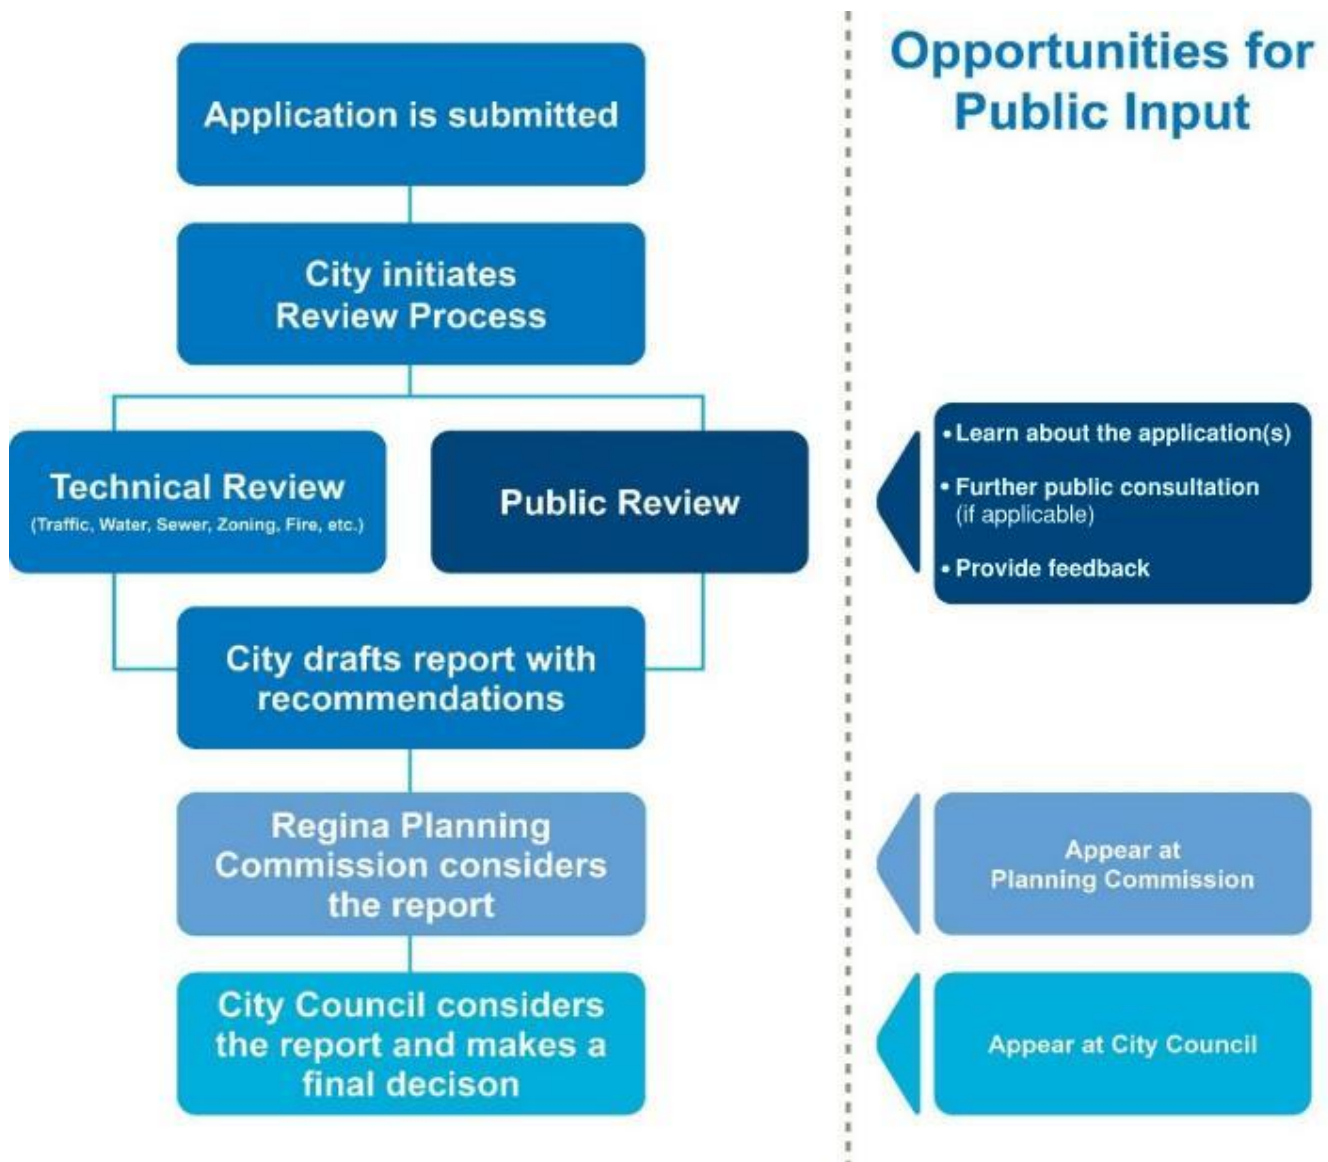 Opportunities for
Public Input
Application is submitted
City initiates
Review Process
Technical Review
(Traffic, Water, Sewer, Zoning, Fire, etc.)
Public Review
• Learn about the application(s)
• Further public consultation
(if applicable)
• Provide feedback
City drafts report with
recommendations
Regina Planning
Commission considers
the report
Appear at
Planning Commission
City Council considers
the report and makes a
final decison
Appear at City Council